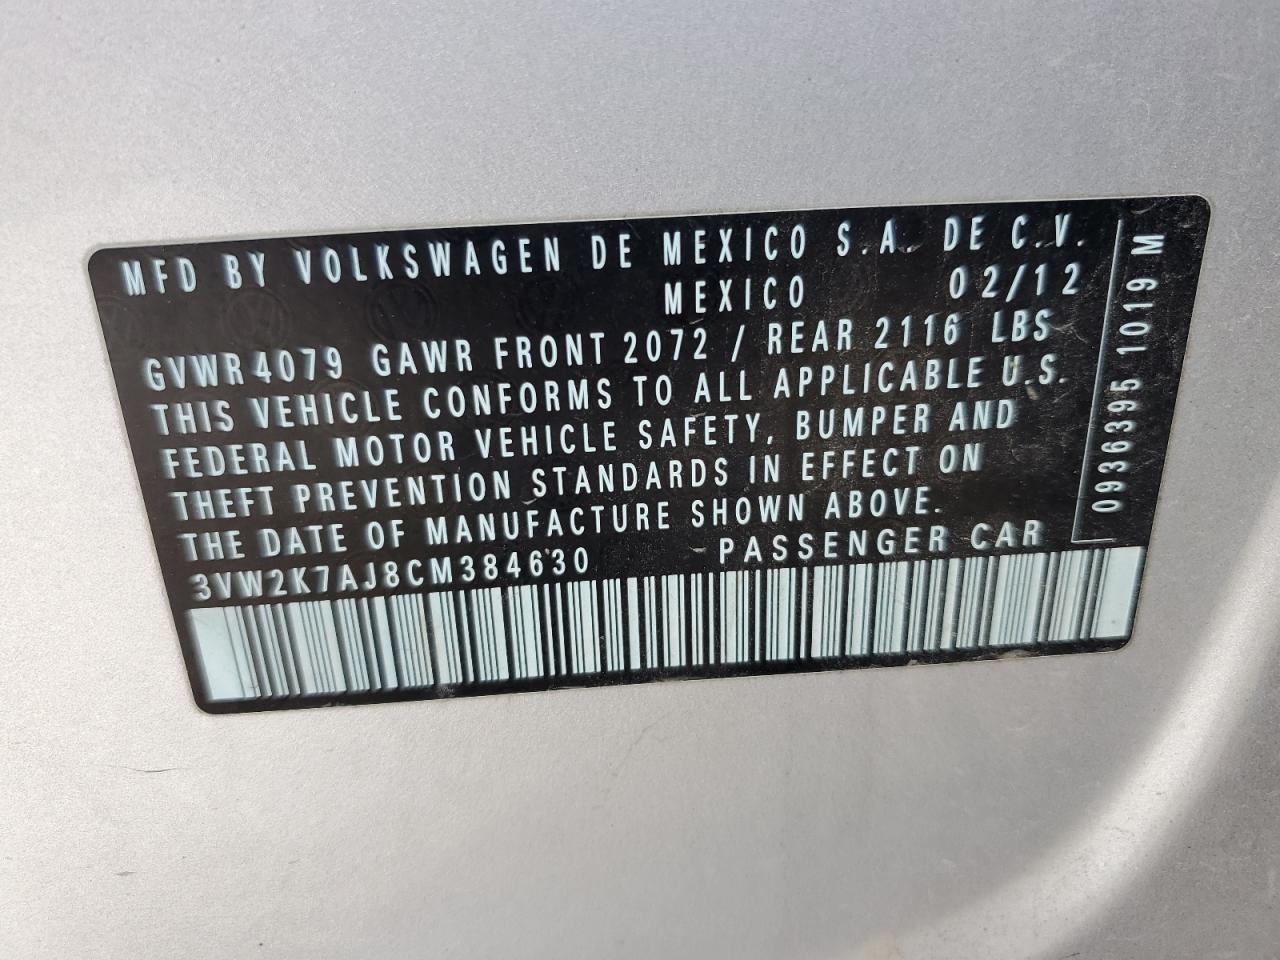 MFD BY VOLKSWAGEN DE MEXICO S.A. DE C.V.
MEXICO 02/12
GVWR 4079 GAWR FRONT 2072 / REAR 2116 LBS
THIS VEHICLE CONFORMS TO ALL APPLICABLE U.S.
FEDERAL MOTOR VEHICLE SAFETY, BUMPER AND
THEFT PREVENTION STANDARDS IN EFFECT ON
THE DATE OF MANUFACTURE SHOWN ABOVE.
3VW2K7AJ8CM384630 PASSENGER CAR
0936395 1019 M